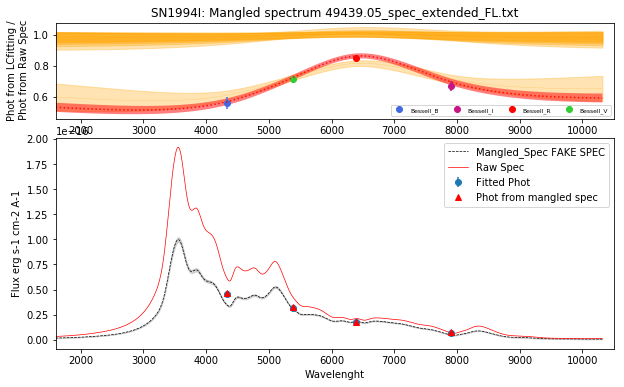 SN1994I: Mangled spectrum 49439.05_spec_extended_FL.txt
Phot from LCfitting /
Phot from Raw Spec
1.0
0.8
0.6
Bessell_B Bessell_I Bessell_R Bessell_V
2000 3000 4000 5000 6000 7000 8000 9000 10000
1e−16
Flux erg s-1 cm-2 A-1
2.00
1.75
1.50
1.25
1.00
0.75
0.50
0.25
0.00
Mangled_Spec FAKE SPEC
Raw Spec
Fitted Phot
Phot from mangled spec
2000 3000 4000 5000 6000 7000 8000 9000 10000
Wavelenght